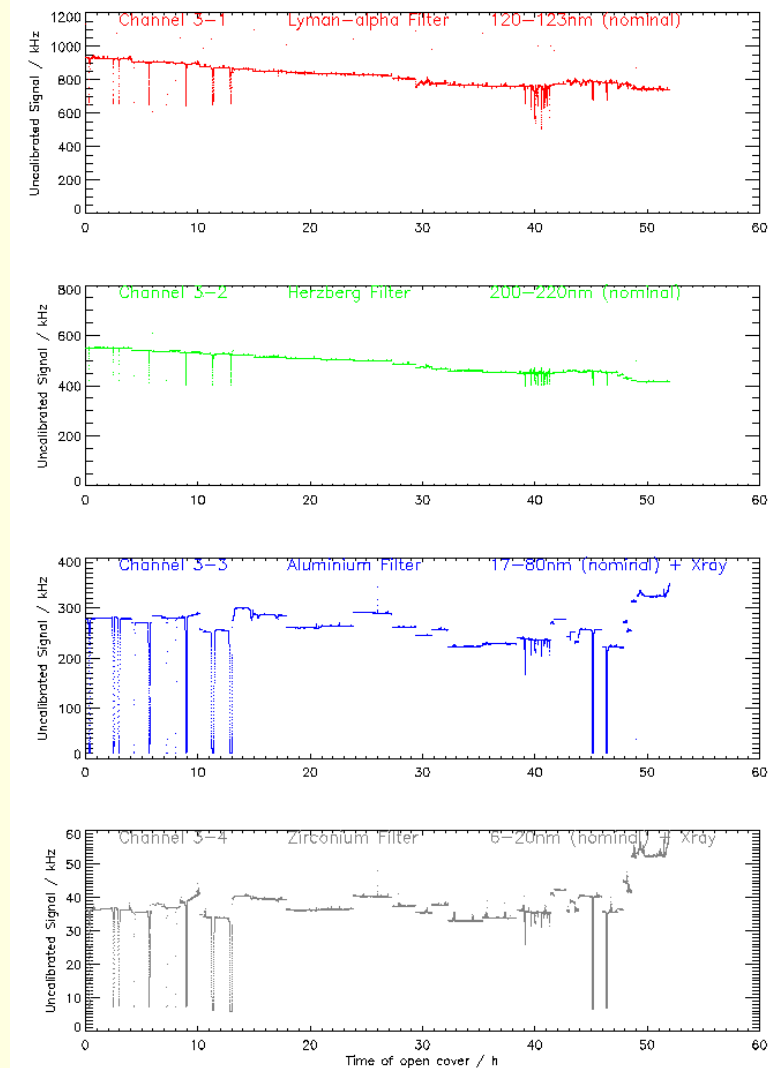 Channel 3-1 Lyman-alpha Filter 120-123nm (nominal)
Uncalibrated Signal / kHz
1200
1000
800
600
400
200
0
0 10 20 30 40 50 60
Channel 3-2 Herzberg Filter 200-220nm (nominal)
Uncalibrated Signal / kHz
800
600
400
200
0
0 10 20 30 40 50 60
Channel 3-3 Aluminium Filter 17-80nm (nominal) + Xray
Uncalibrated Signal / kHz
400
300
200
100
0
0 10 20 30 40 50 60
Channel 3-4 Zirconium Filter 6-20nm (nominal) + Xray
Uncalibrated Signal / kHz
60
50
40
30
20
10
0
0 10 20 30 40 50 60
Time of open cover / h